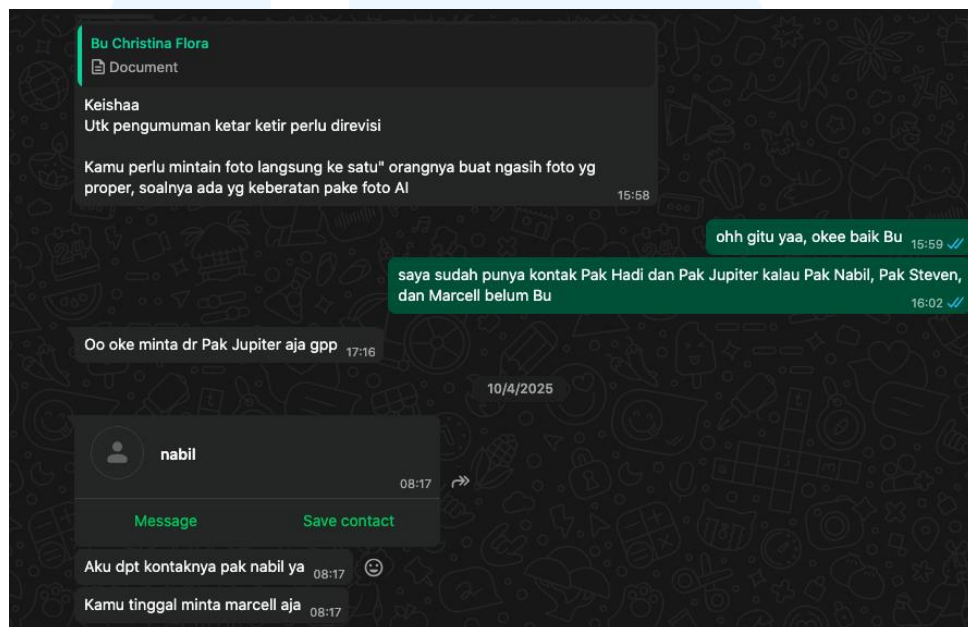 Bu Christina Flora
Document
Keishaa
Utk pengumuman ketar ketir perlu direvisi
Kamu perlu mintain foto langsung ke satu" orangnya buat ngasih foto yg
proper, soalnya ada yg keberatan pake foto AI
15:58
ohh gitu yaa, okee baik Bu 15:59
saya sudah punya kontak Pak Hadi dan Pak Jupiter kalau Pak Nabil, Pak Steven,
dan Marcell belum Bu
16:02
Oo oke minta dr Pak Jupiter aja gpp 17:16
10/4/2025
nabil
08:17
Message Save contact
Aku dpt kontaknya pak nabil ya 08:17
Kamu tinggal minta marcell aja 08:17